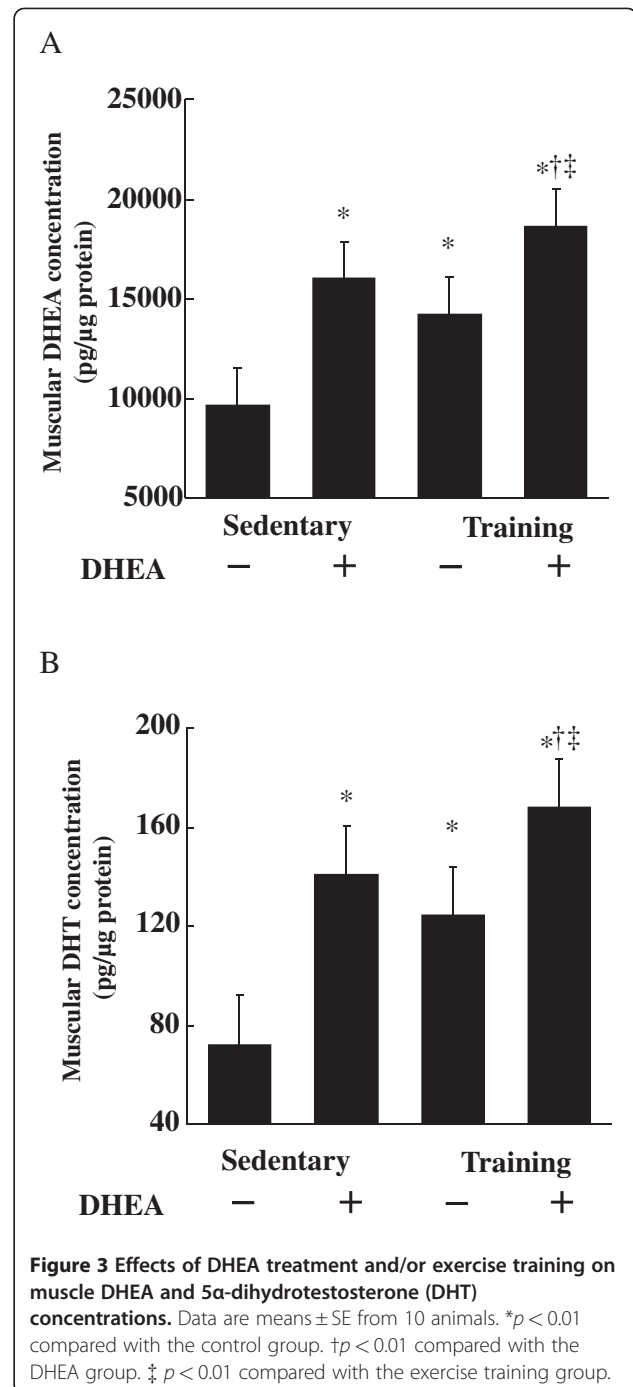 A
Muscular DHEA concentration
(pg/µg protein)
25000
20000
15000
10000
5000
*
*
*†‡
Sedentary Training
DHEA − + − +
B
Muscular DHT concentration
(pg/µg protein)
200
160
120
80
40
*
*
*†‡
Sedentary Training
DHEA − + − +
Figure 3 Effects of DHEA treatment and/or exercise training on
muscle DHEA and 5α-dihydrotestosterone (DHT)
concentrations. Data are means ± SE from 10 animals. *p < 0.01
compared with the control group. †p < 0.01 compared with the
DHEA group. ‡ p < 0.01 compared with the exercise training group.